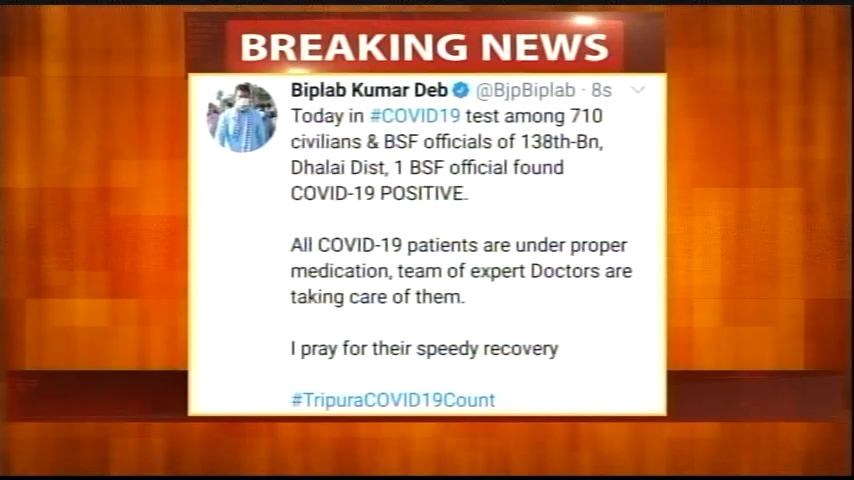 BREAKING NEWS
Biplab Kumar Deb @BjpBiplab · 8s
Today in #COVID19 test among 710
civilians & BSF officials of 138th-Bn,
Dhalai Dist, 1 BSF official found
COVID-19 POSITIVE.
All COVID-19 patients are under proper
medication, team of expert Doctors are
taking care of them.
I pray for their speedy recovery
#TripuraCOVID19Count